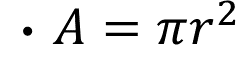 • A = πr²